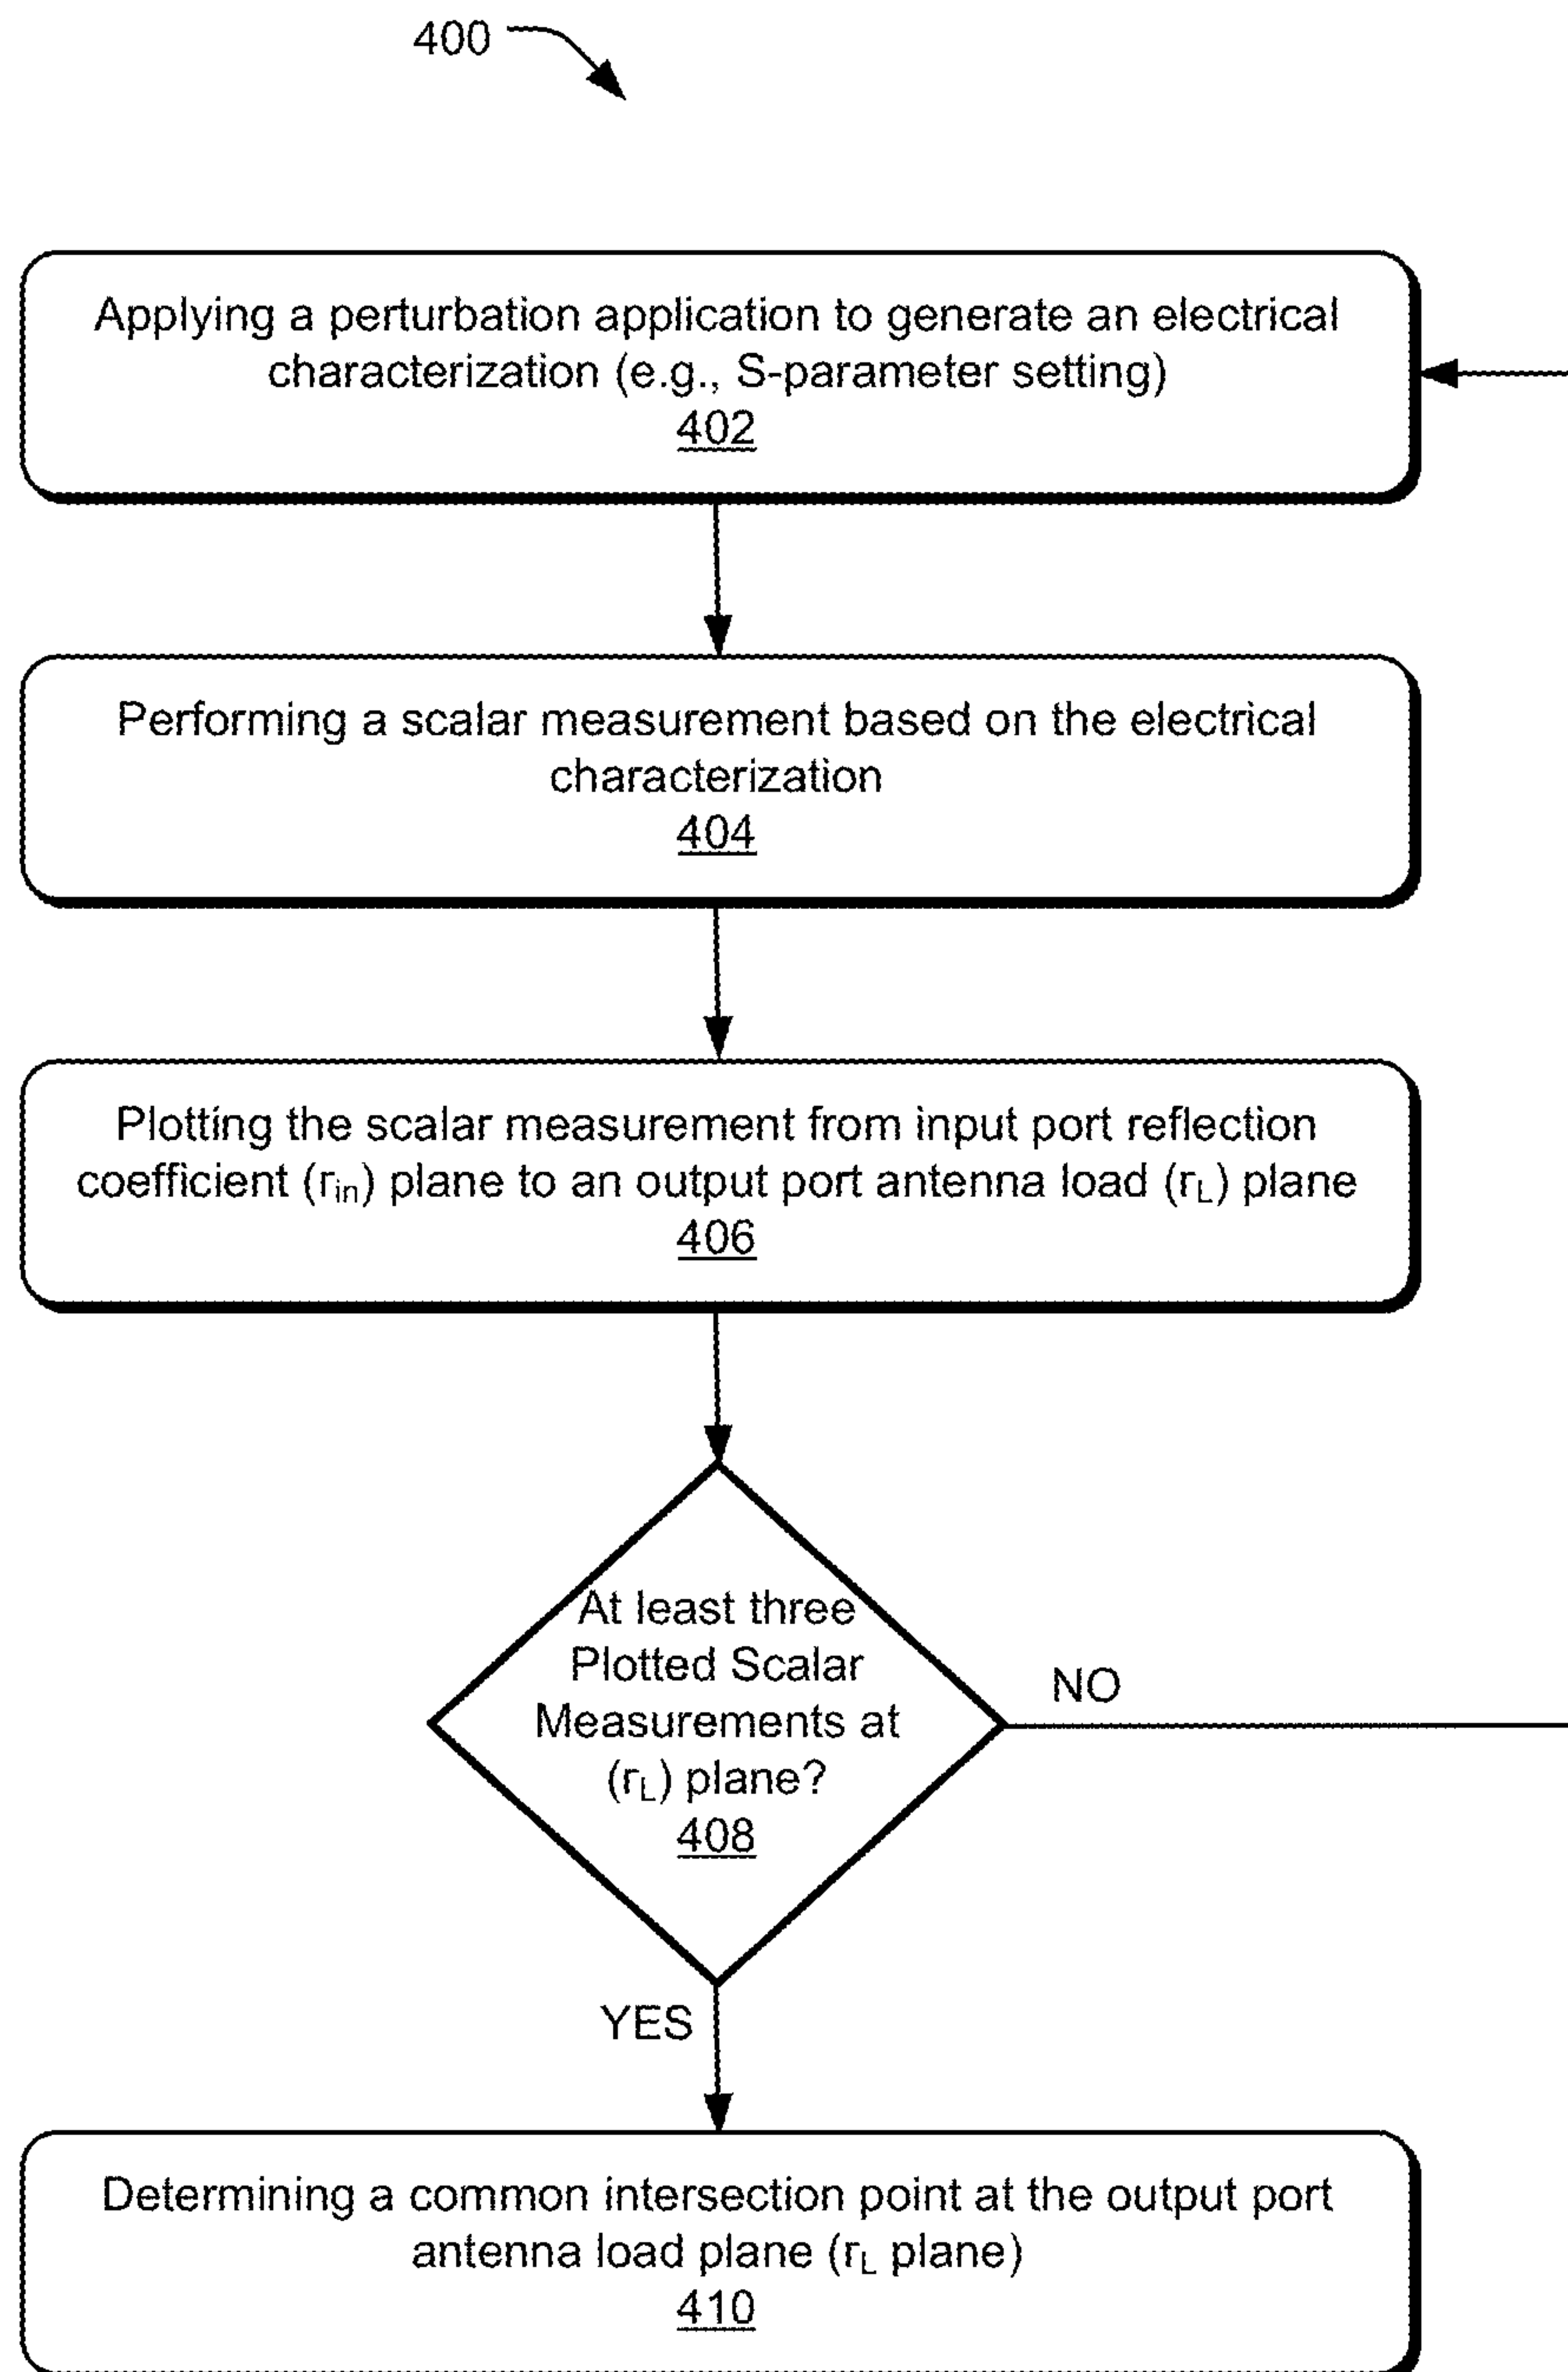 400
Applying a perturbation application to generate an electrical
characterization (e.g., S-parameter setting)
402
Performing a scalar measurement based on the electrical
characterization
404
Plotting the scalar measurement from input port reflection
coefficient (rin) plane to an output port antenna load (rL) plane
406
At least three
Plotted Scalar
Measurements at
(rL) plane?
408
NO
YES
Determining a common intersection point at the output port
antenna load plane (rL plane)
410